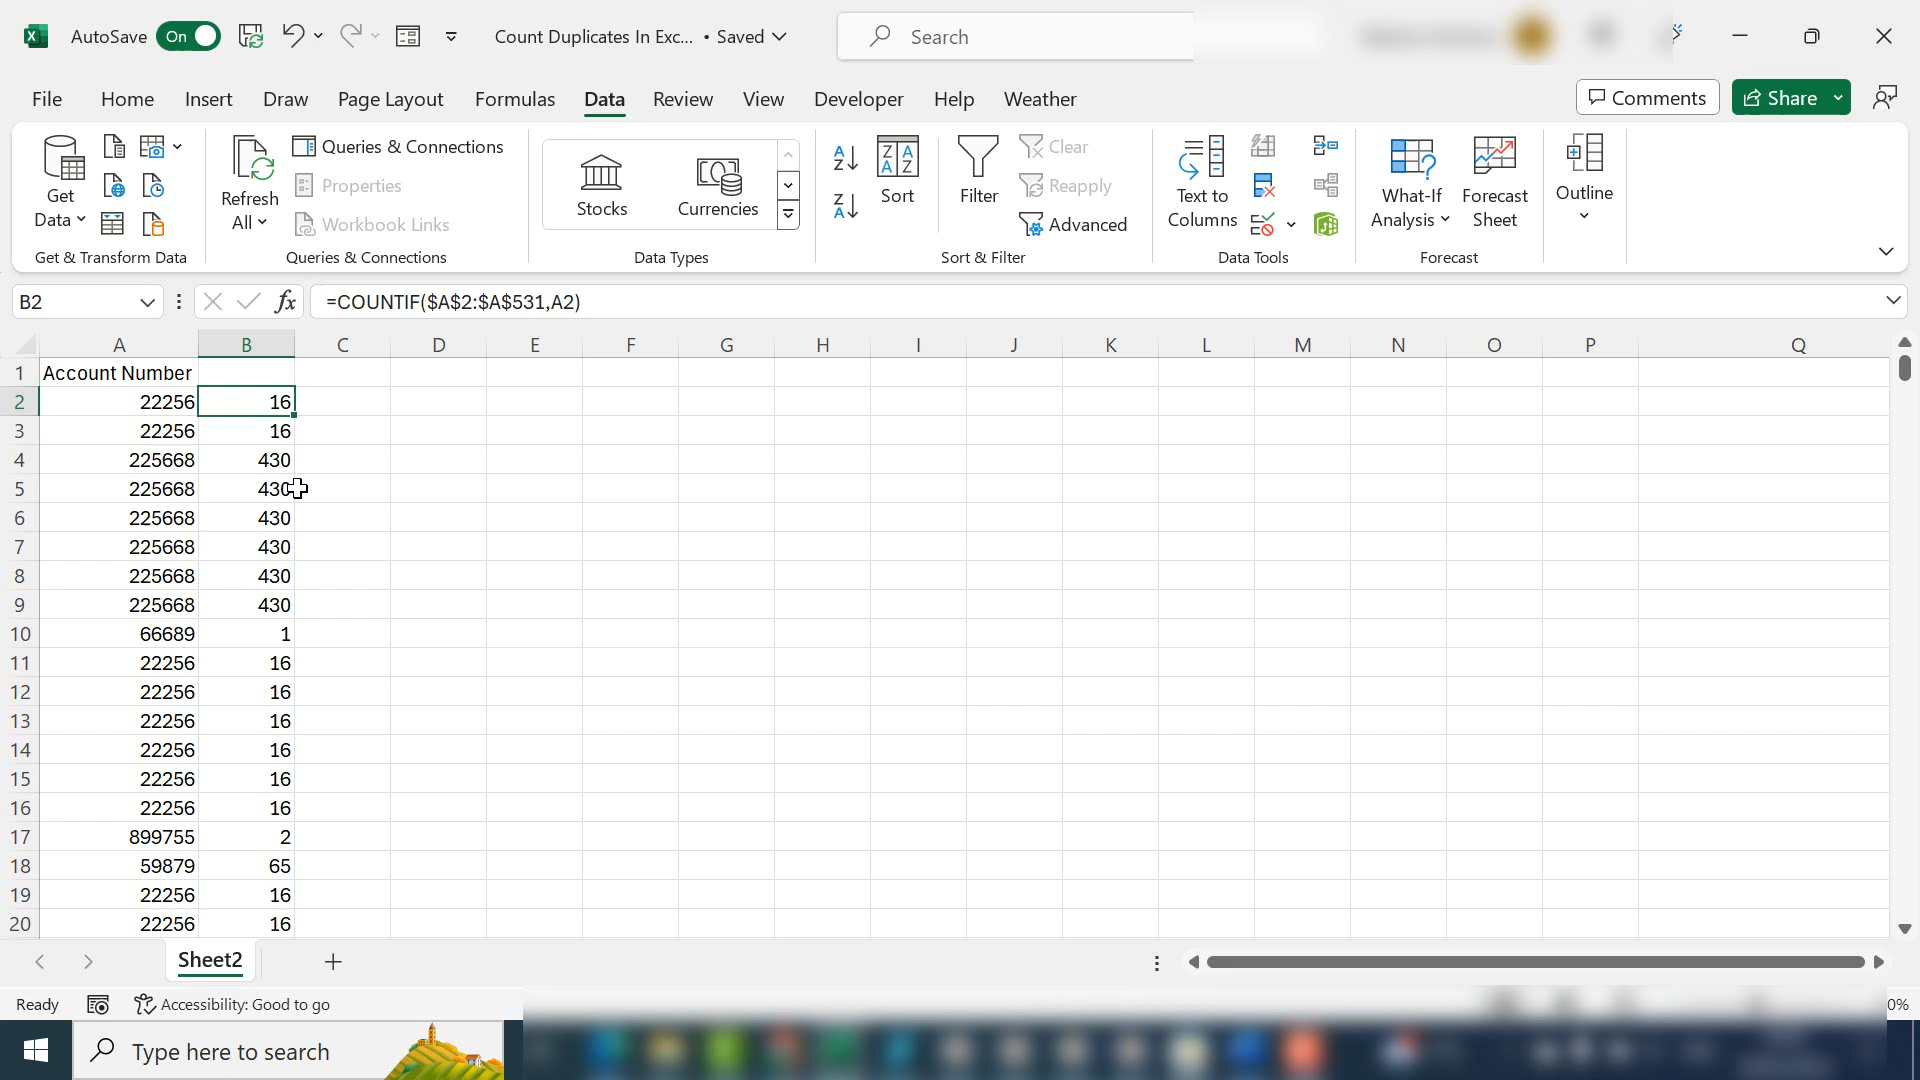 AutoSave On Count Duplicates In Exc... • Saved Search
File Home Insert Draw Page Layout Formulas Data Review View Developer Help Weather Comments Share
Get Data
Refresh All
Queries & Connections
Properties
Workbook Links
Stocks
Currencies
Sort
Filter
Clear
Reapply
Advanced
Text to Columns
What-If Analysis
Forecast Sheet
Outline
Get & Transform Data Queries & Connections Data Types Sort & Filter Data Tools Forecast
B2 fx =COUNTIF($A$2:$A$531,A2)
A B C D E F G H I J K L M N O P Q
1 Account Number
2 22256 16
3 22256 16
4 225668 430
5 225668 430
6 225668 430
7 225668 430
8 225668 430
9 225668 430
10 66689 1
11 22256 16
12 22256 16
13 22256 16
14 22256 16
15 22256 16
16 22256 16
17 899755 2
18 59879 65
19 22256 16
20 22256 16
Sheet2
Ready Accessibility: Good to go 0%
Type here to search